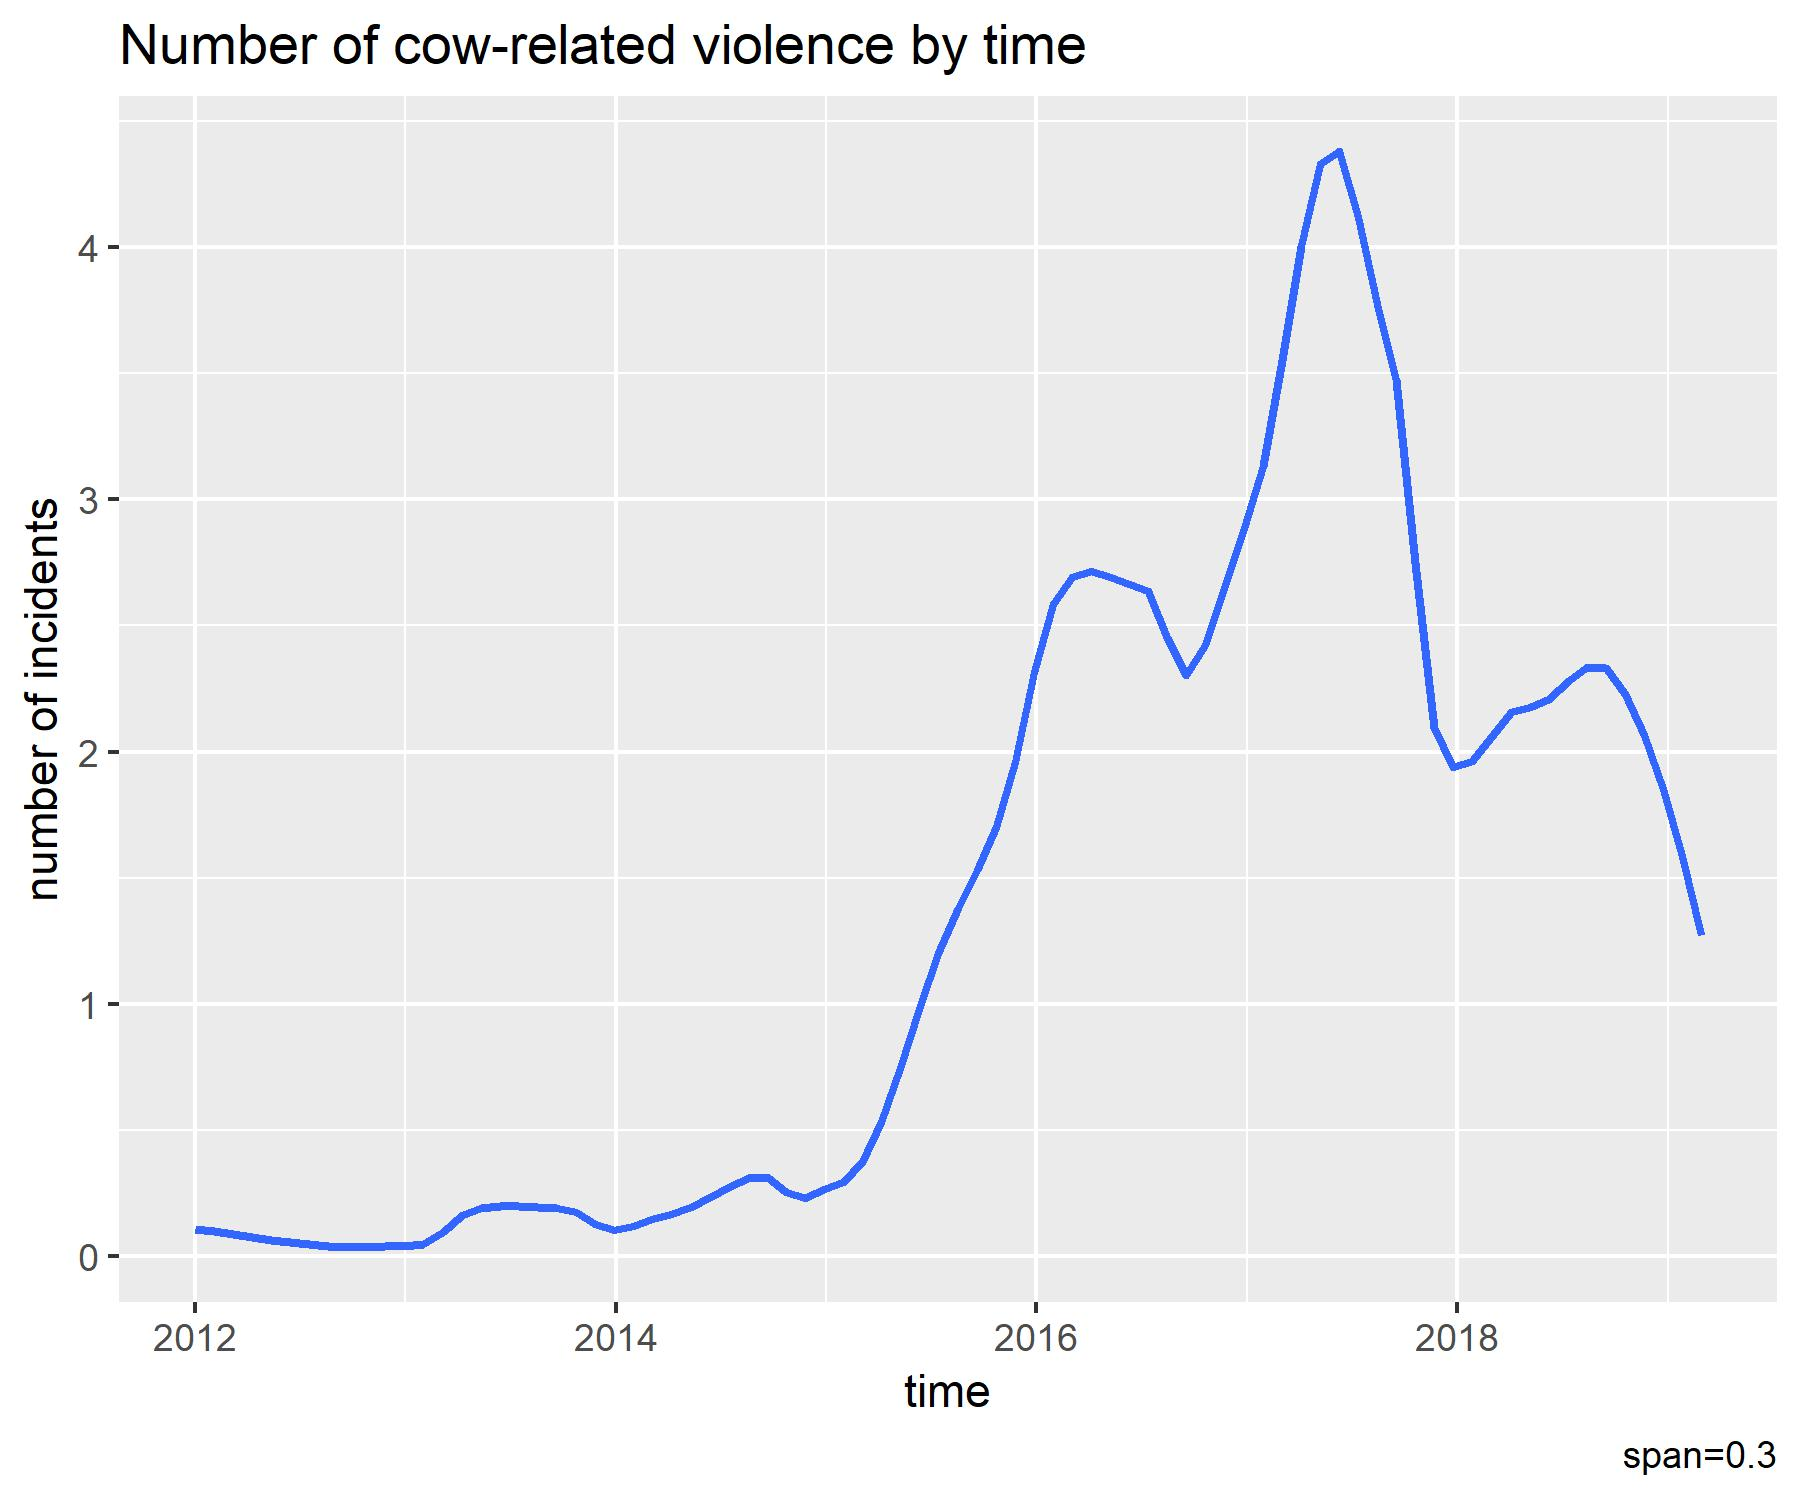 Number of cow-related violence by time
number of incidents
4
3
2
1
0
2012 2014 2016 2018
time
span=0.3